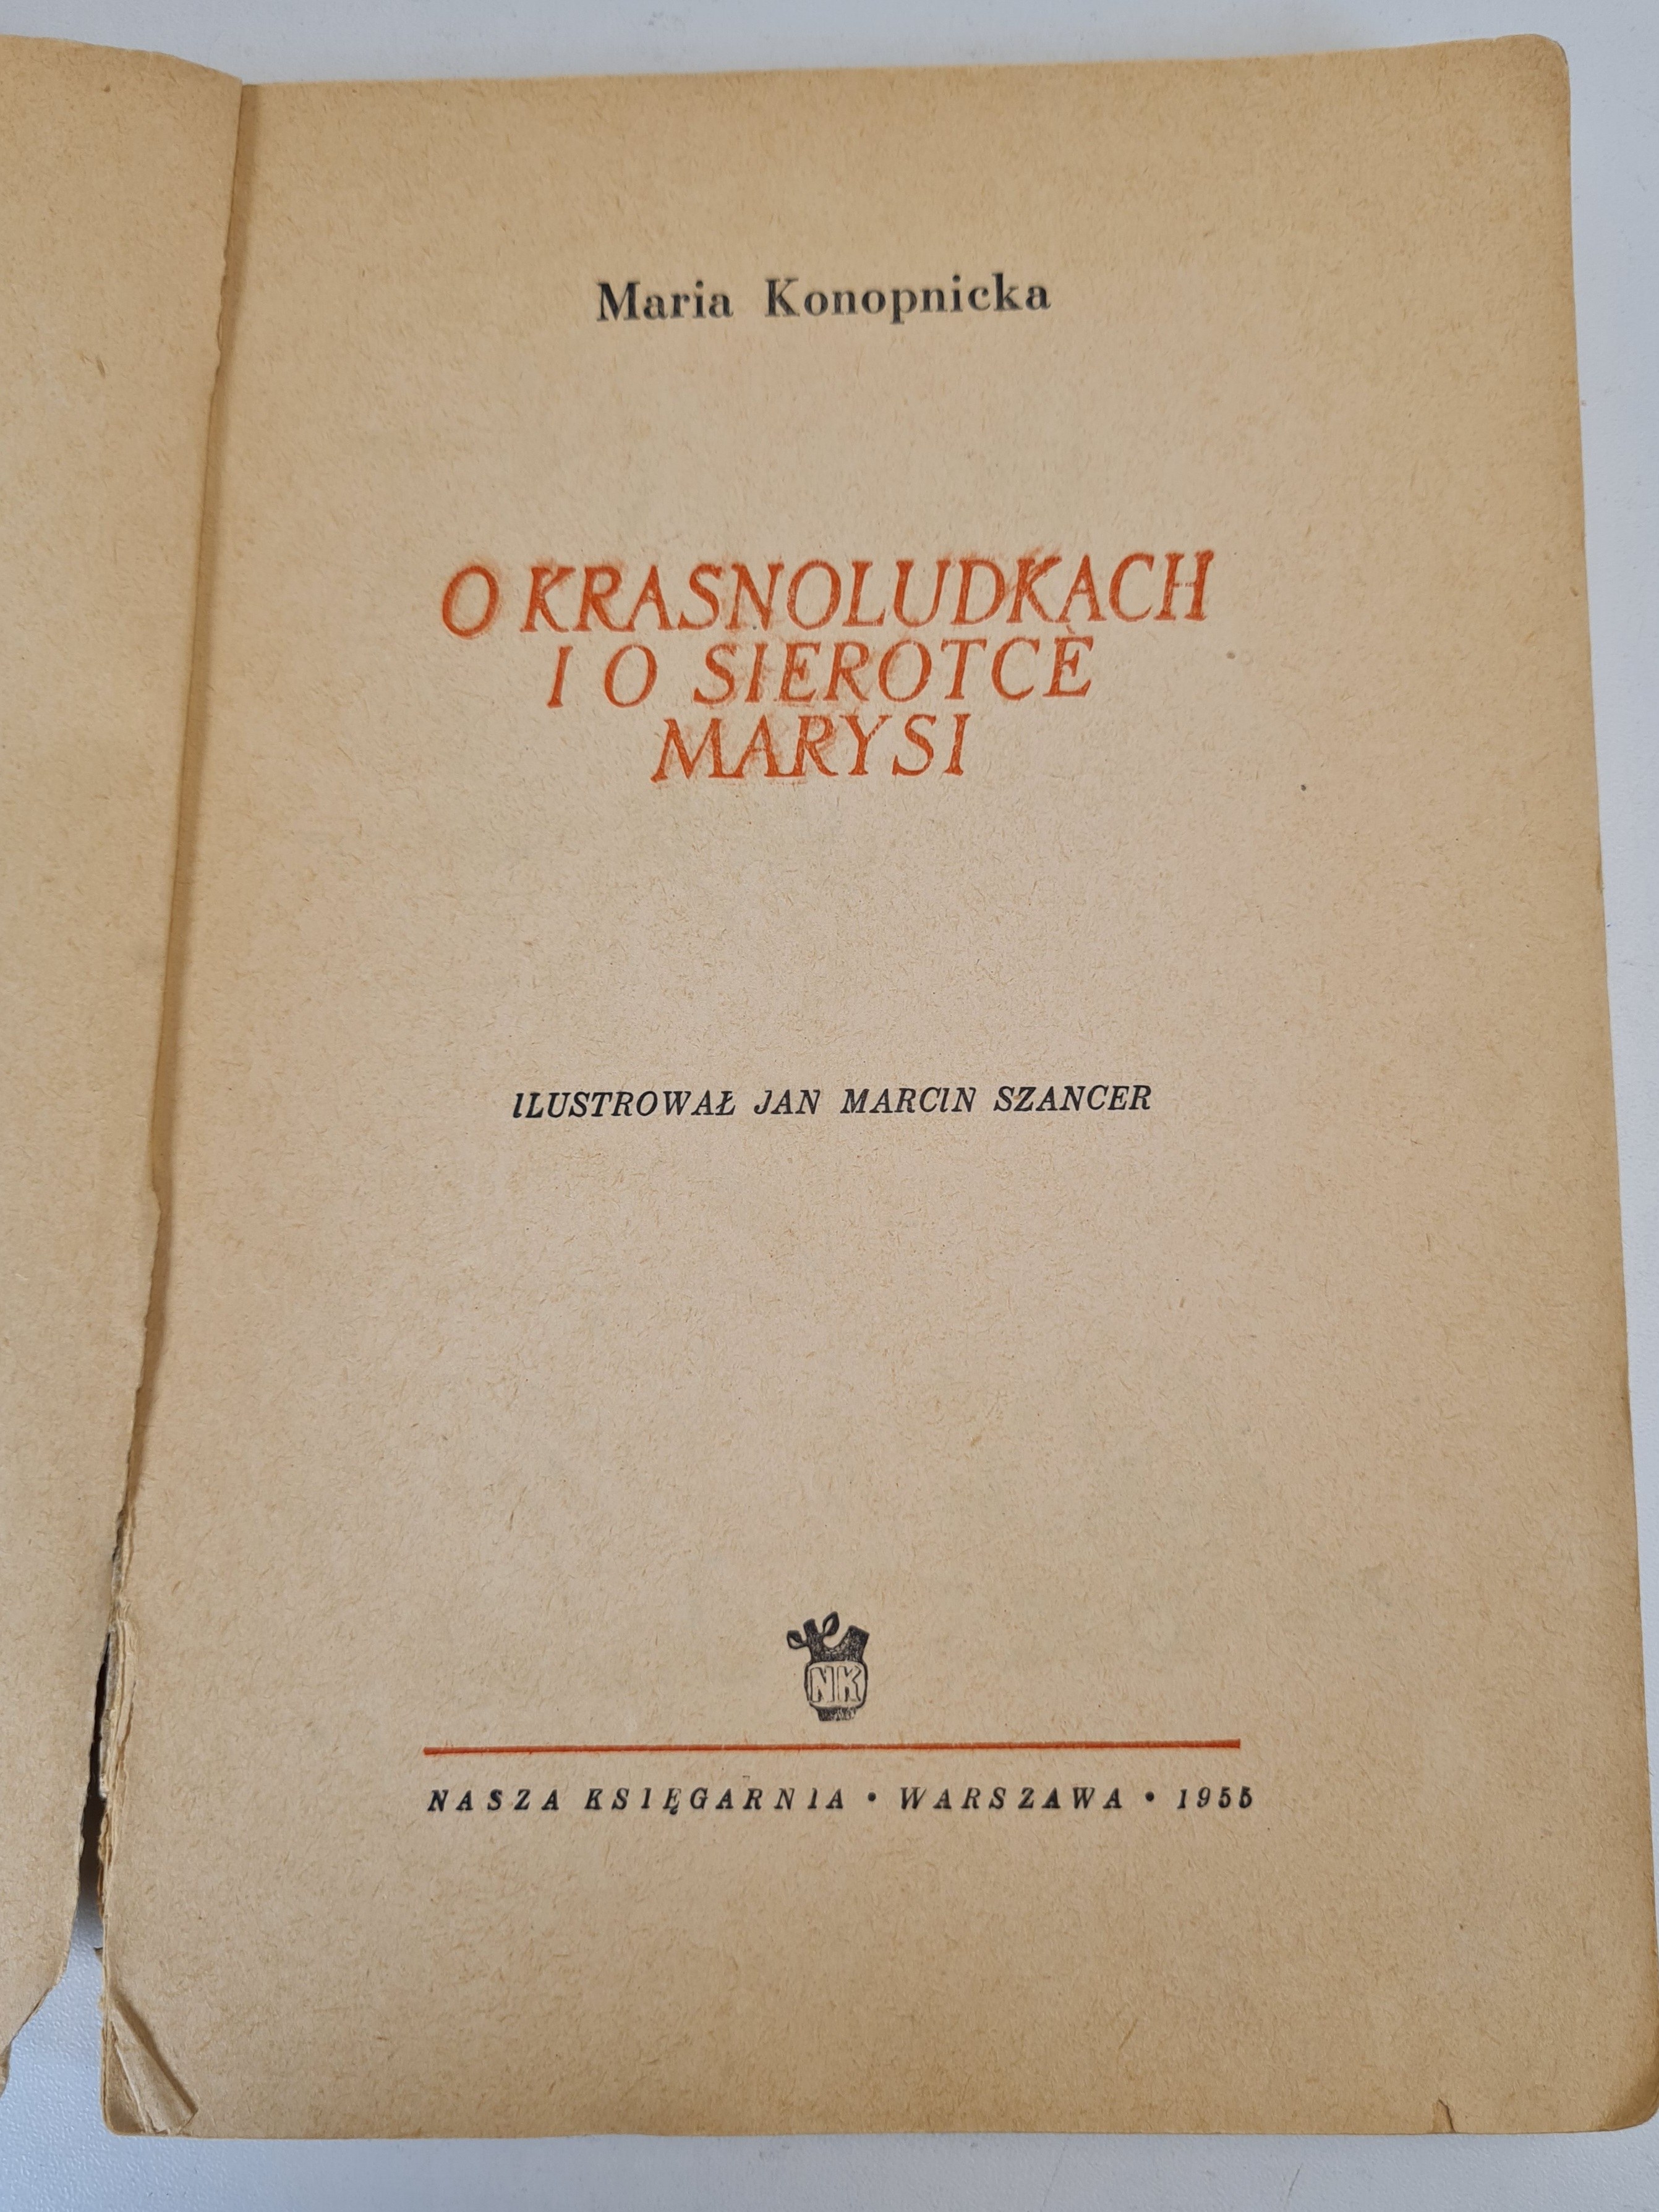 Maria Konopnicka
O KRASNOLUDKACH
I O SIEROTCE
MARYSI
ILUSTROWAŁ JAN MARCIN SZANCER
NK
NASZA KSIĘGARNIA • WARSZAWA • 1955